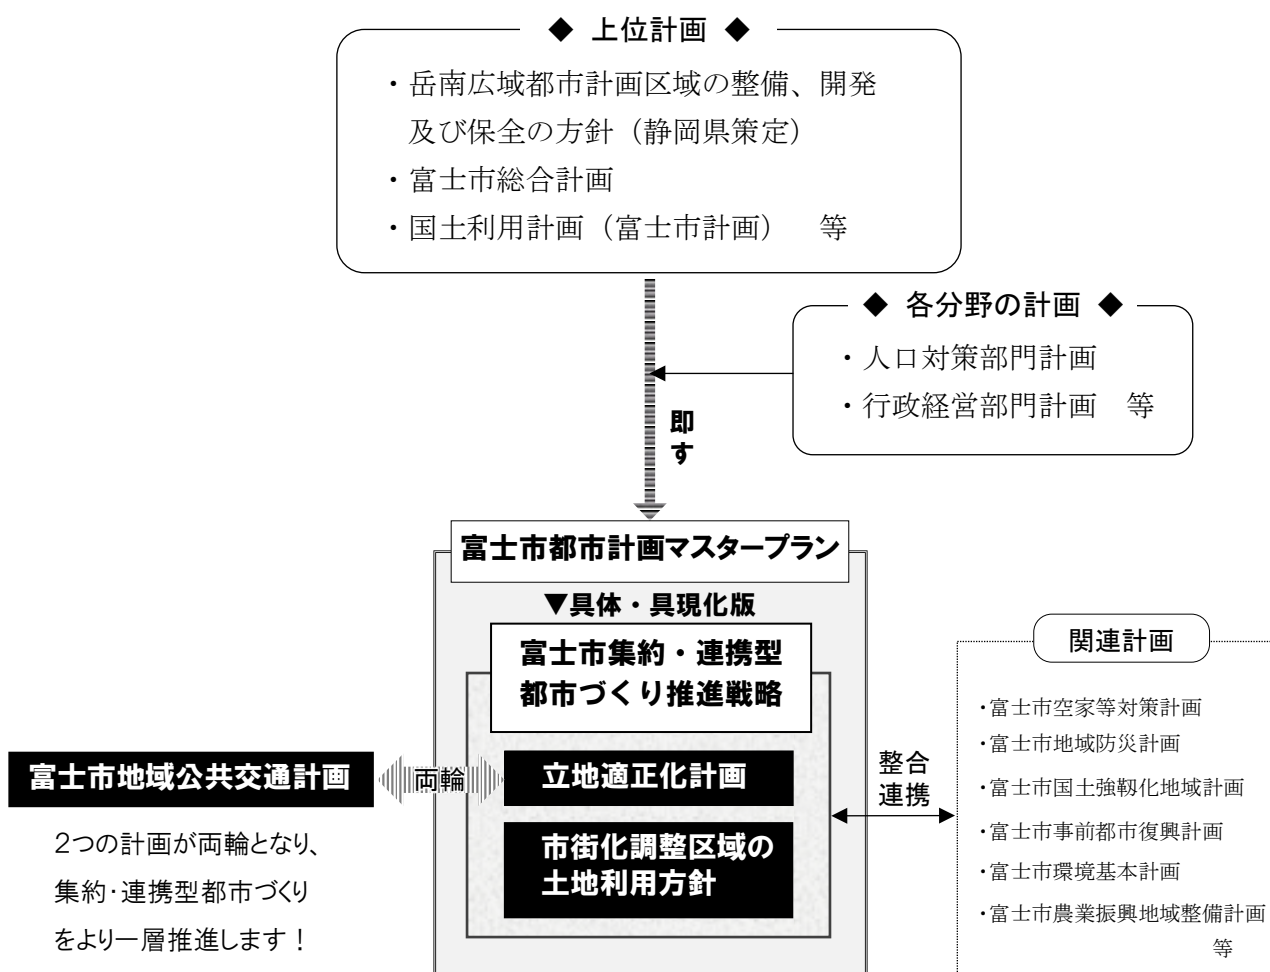 ◆ 上位計画 ◆
・岳南広域都市計画区域の整備、開発
及び保全の方針（静岡県策定）
・富士市総合計画
・国土利用計画（富士市計画）　等
◆ 各分野の計画 ◆
・人口対策部門計画
・行政経営部門計画　等
即
す
富士市都市計画マスタープラン
▼具体・具現化版
富士市集約・連携型
都市づくり推進戦略
立地適正化計画
市街化調整区域の
土地利用方針
両輪
富士市地域公共交通計画
2つの計画が両輪となり、
集約・連携型都市づくり
をより一層推進します！
整合
連携
関連計画
・富士市空家等対策計画
・富士市地域防災計画
・富士市国土強靱化地域計画
・富士市事前都市復興計画
・富士市環境基本計画
・富士市農業振興地域整備計画
等